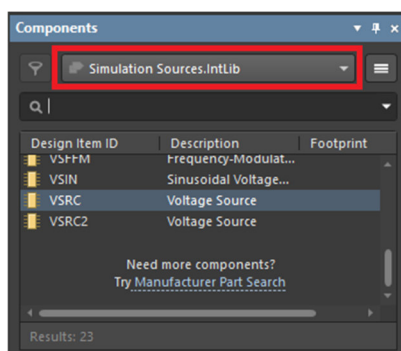 Components
Simulation Sources.IntLib
Design Item ID Description Footprint
VSFFM Frequency-Modulat...
VSIN Sinusoidal Voltage...
VSRC Voltage Source
VSRC2 Voltage Source
Need more components?
Try Manufacturer Part Search
Results: 23